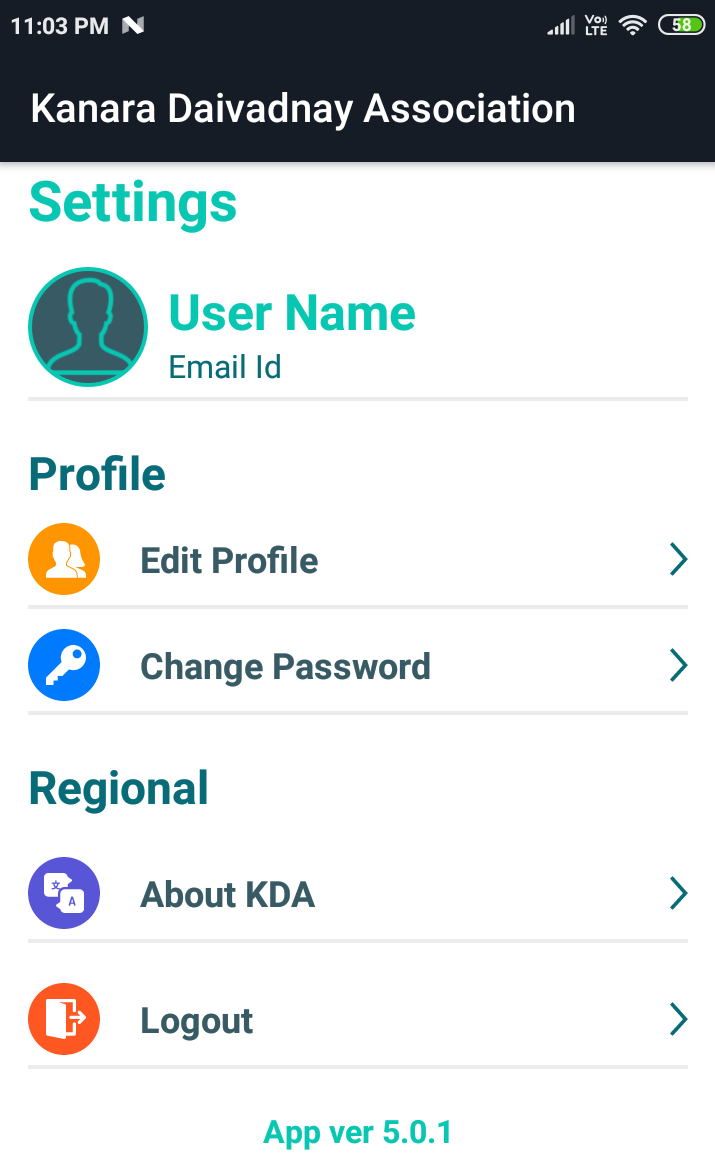 11:03 PM
Vo)) LTE
58
Kanara Daivadnay Association
Settings
User Name
Email Id
Profile
Edit Profile
Change Password
Regional
About KDA
Logout
App ver 5.0.1